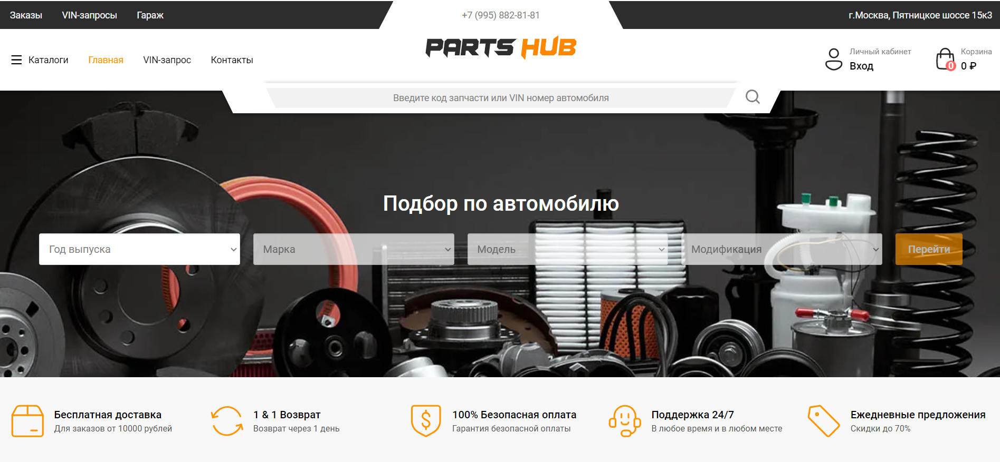 Заказы VIN-запросы Гараж +7 (995) 882-81-81 г.Москва, Пятницкое шоссе 15к3
PARTS HUB
Каталоги Главная VIN-запрос Контакты
Личный кабинет
Вход
Корзина
0 0 ₽
Введите код запчасти или VIN номер автомобиля
Подбор по автомобилю
Год выпуска Марка Модель Модификация Перейти
Бесплатная доставка
Для заказов от 10000 рублей
1 & 1 Возврат
Возврат через 1 день
100% Безопасная оплата
Гарантия безопасной оплаты
Поддержка 24/7
В любое время и в любом месте
Ежедневные предложения
Скидки до 70%